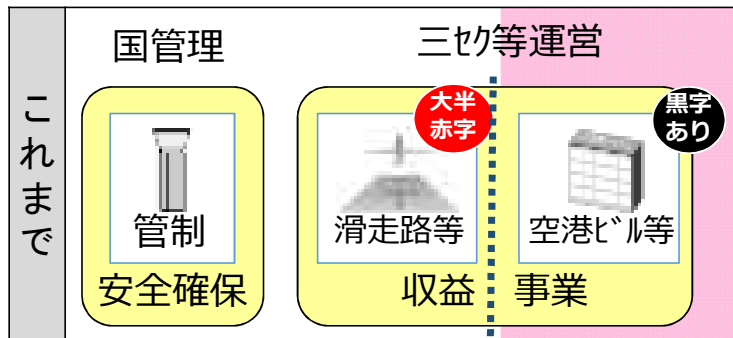 これまで
国管理
三ｾｸ等運営
大半
赤字
黒字
あり
管制
滑走路等
空港ﾋﾞﾙ等
安全確保
収益
事業